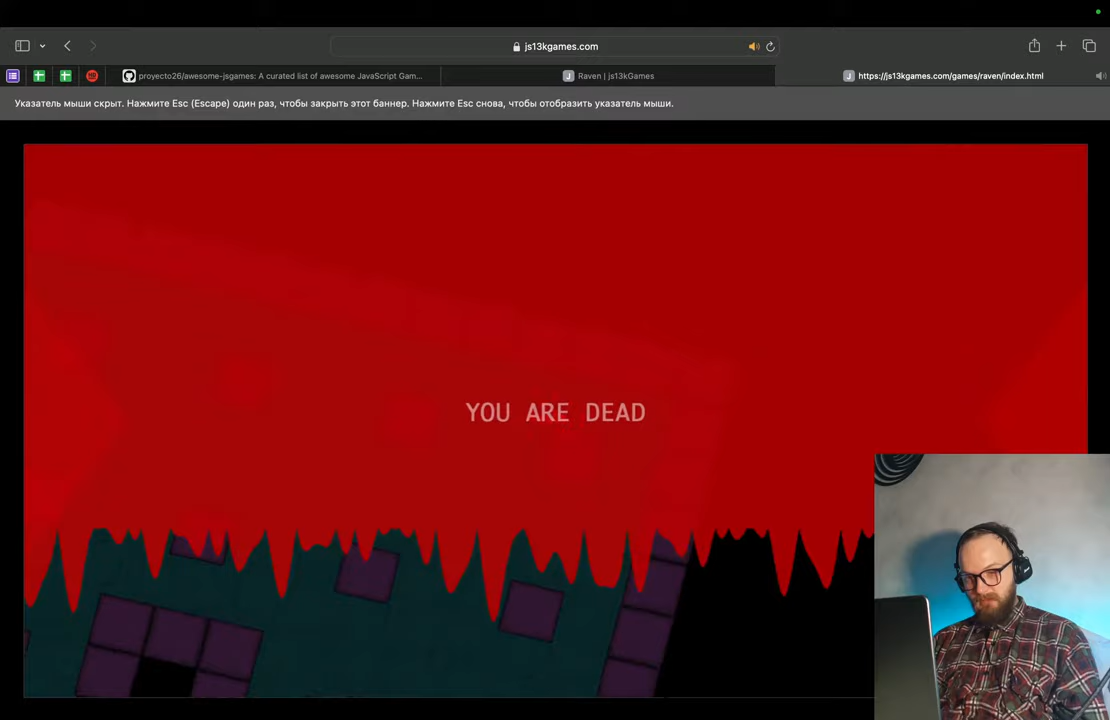 js13kgames.com
proyecto26/awesome-jsgames: A curated list of awesome JavaScript Gam...
Raven | js13kGames
https://js13kgames.com/games/raven/index.html
Указатель мыши скрыт. Нажмите Esc (Escape) один раз, чтобы закрыть этот баннер. Нажмите Esc снова, чтобы отобразить указатель мыши.
YOU ARE DEAD